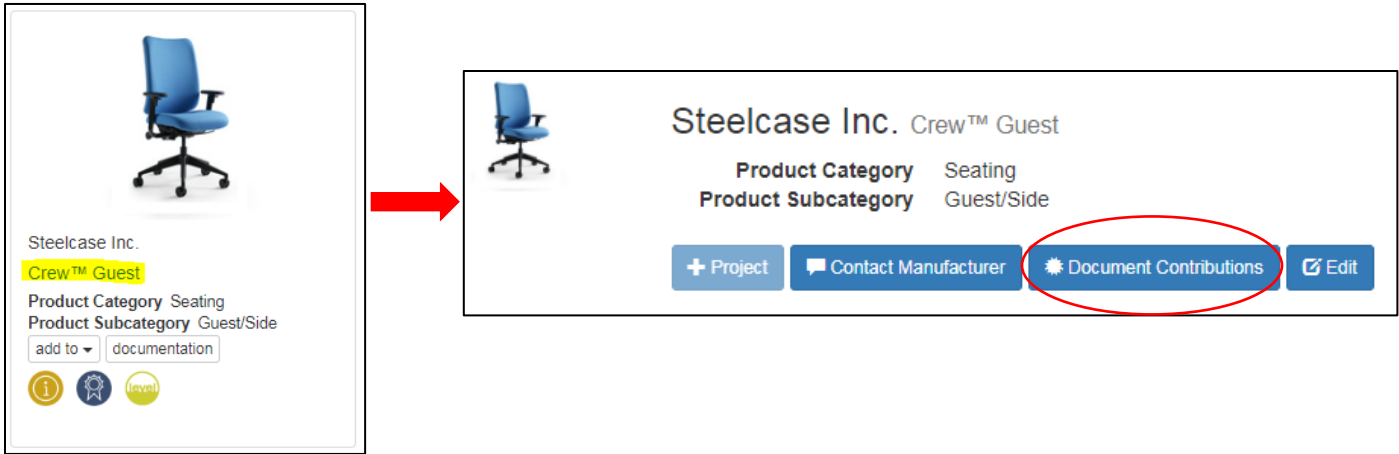 Steelcase Inc.
Crew™ Guest
Product Category Seating
Product Subcategory Guest/Side
add to documentation
level
Steelcase Inc. Crew™ Guest
Product Category Seating
Product Subcategory Guest/Side
+ Project Contact Manufacturer Document Contributions Edit